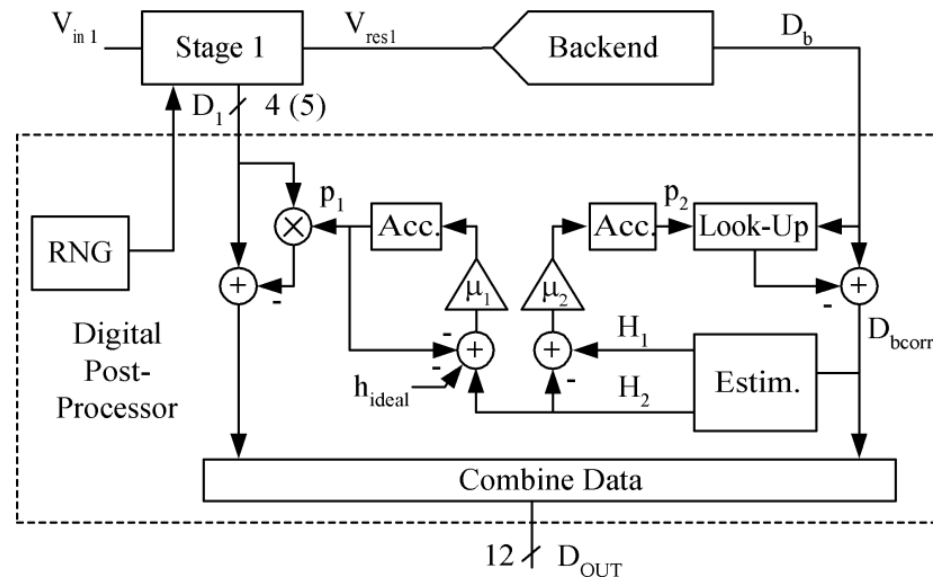 V_in 1
Stage 1
V_res1
Backend
D_b
D_1
4 (5)
RNG
p_1
Acc.
p_2
Acc.
Look-Up
×
+
-
μ_1
μ_2
+
-
D_bcorr
Digital
Post-
Processor
-
-
+
h_ideal
+
-
H_1
H_2
Estim.
Combine Data
12
D_OUT